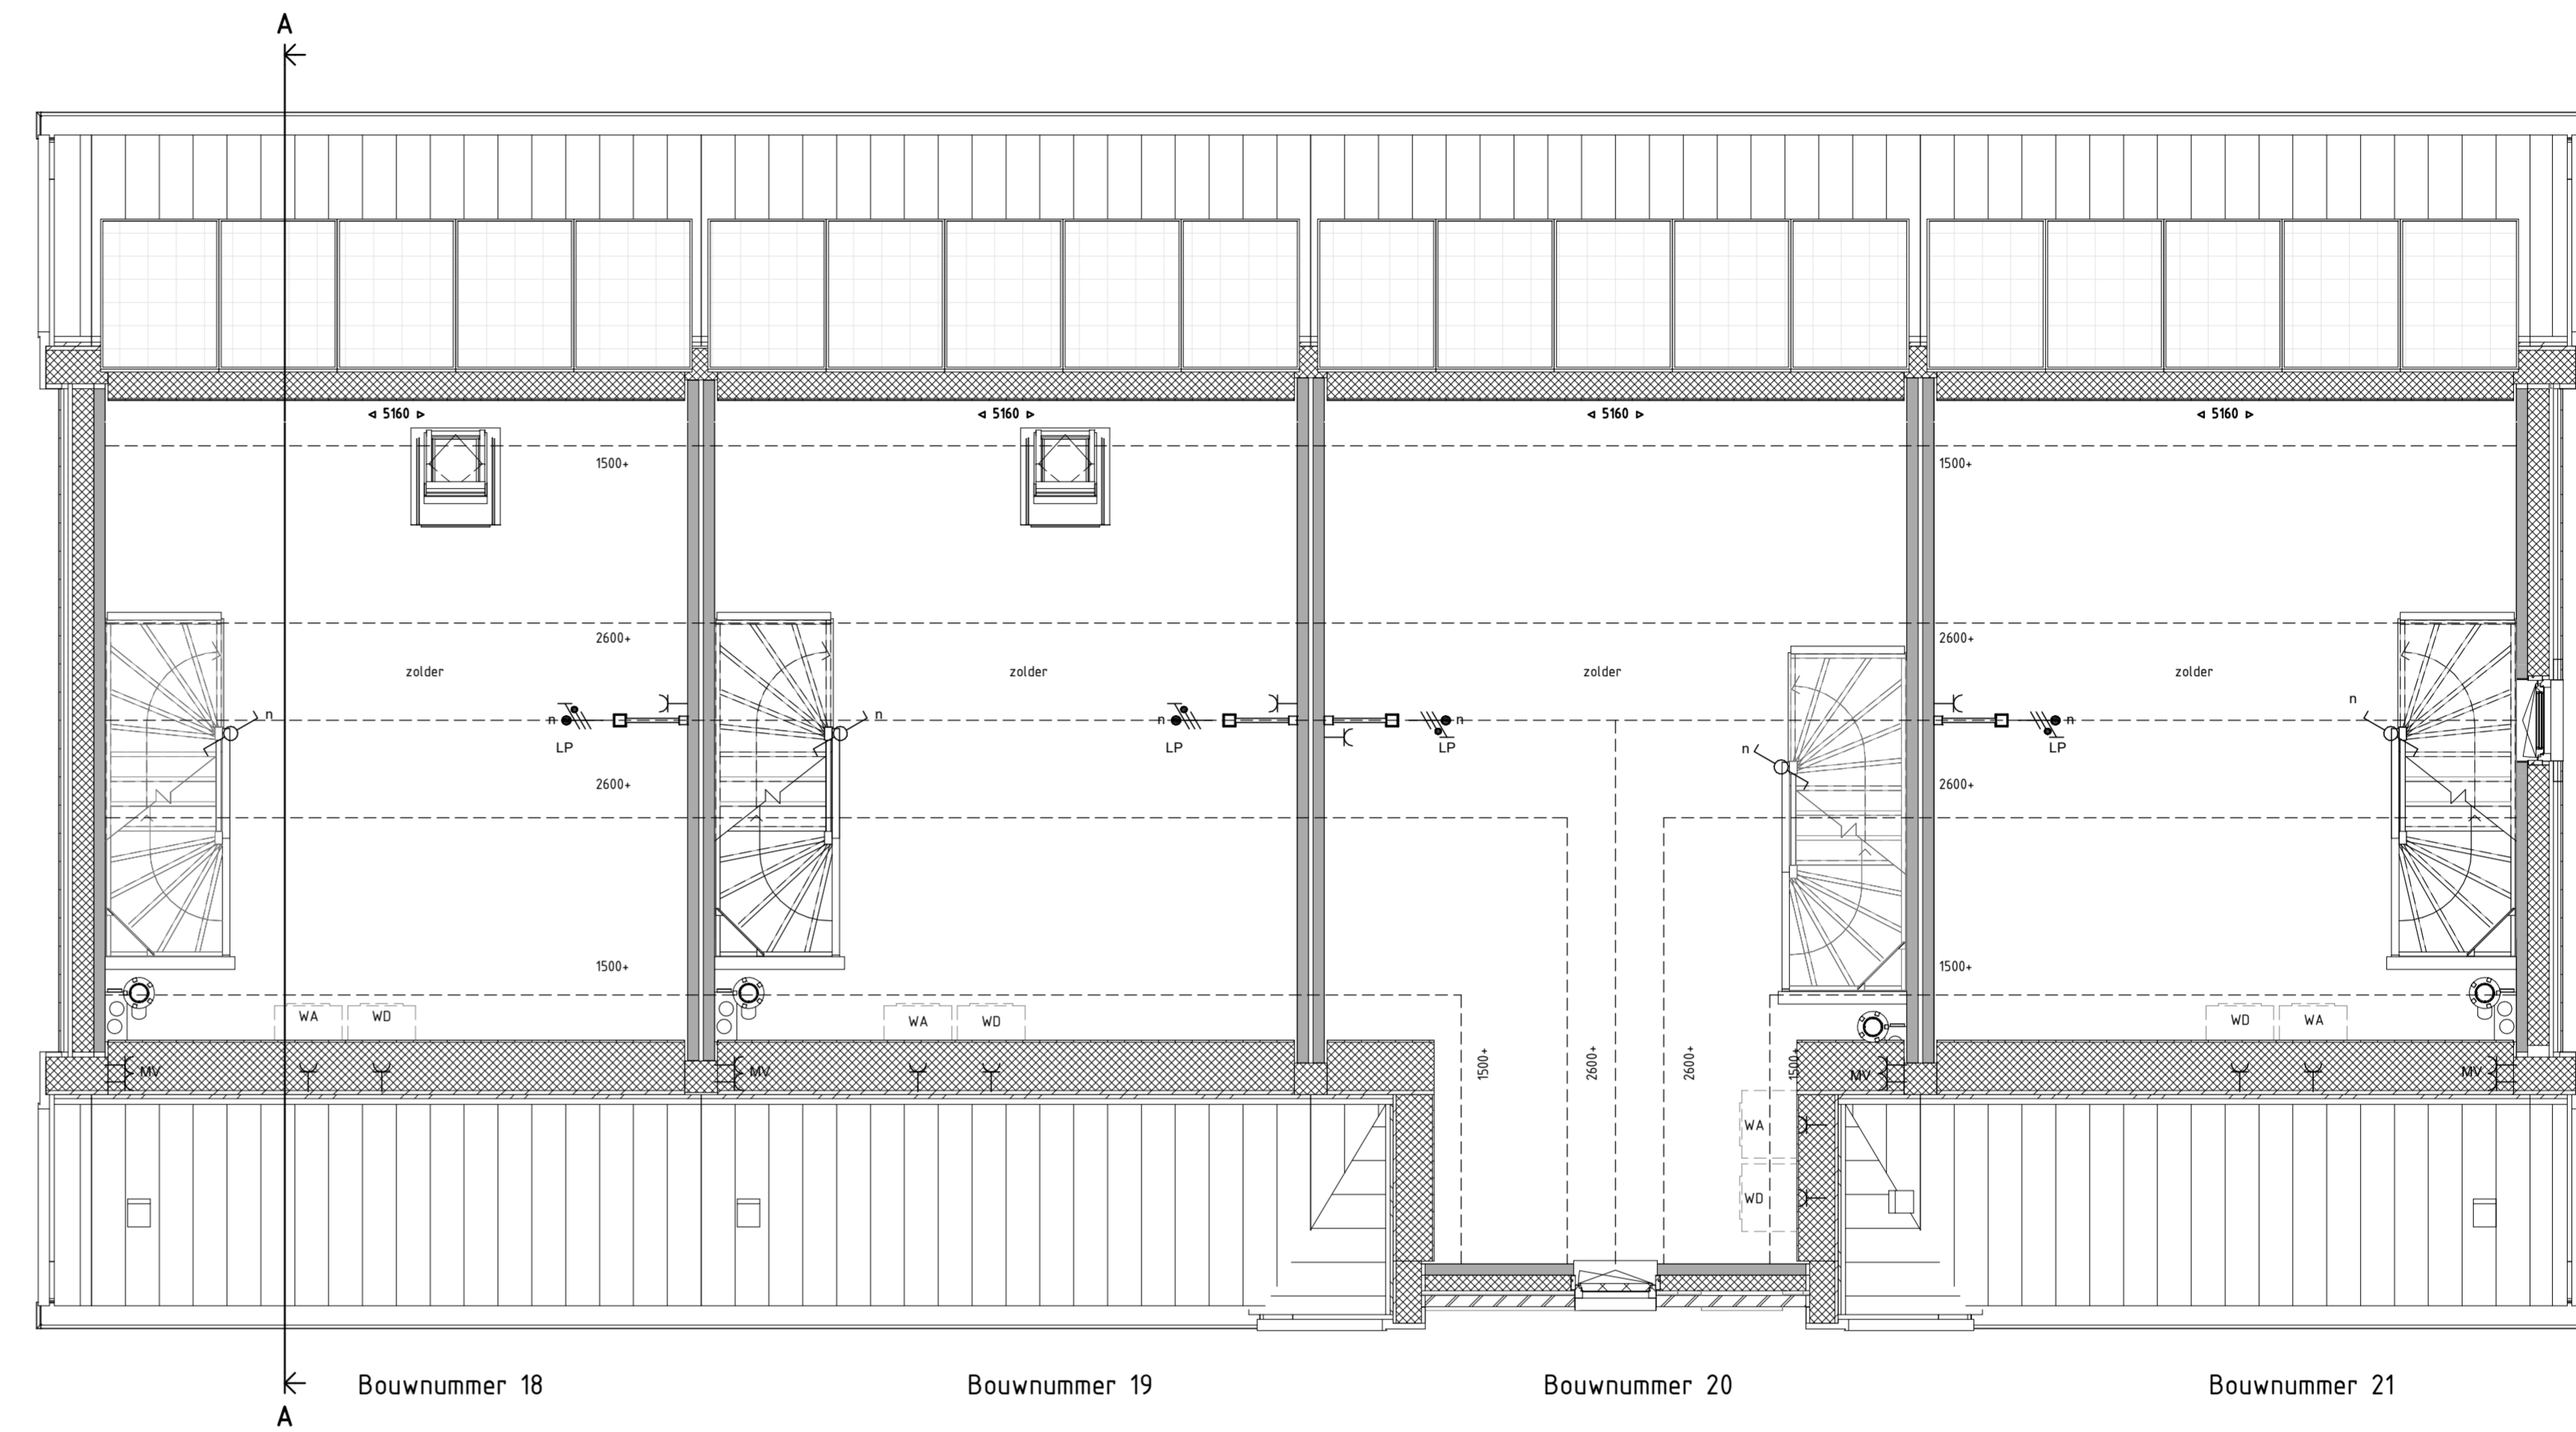 A
◃ 5160 ▹ ◃ 5160 ▹ ◃ 5160 ▹ ◃ 5160 ▹
1500+ 1500+
2600+ 2600+
zolder zolder zolder zolder
n n n n n n
n n
LP LP LP LP
2600+ 2600+
1500+ 1500+
WA WD WA WD WD WA
1500+ 2600+ 2600+ 1500+
MV MV MV MV
WA
WD
Bouwnummer 18 Bouwnummer 19 Bouwnummer 20 Bouwnummer 21
A